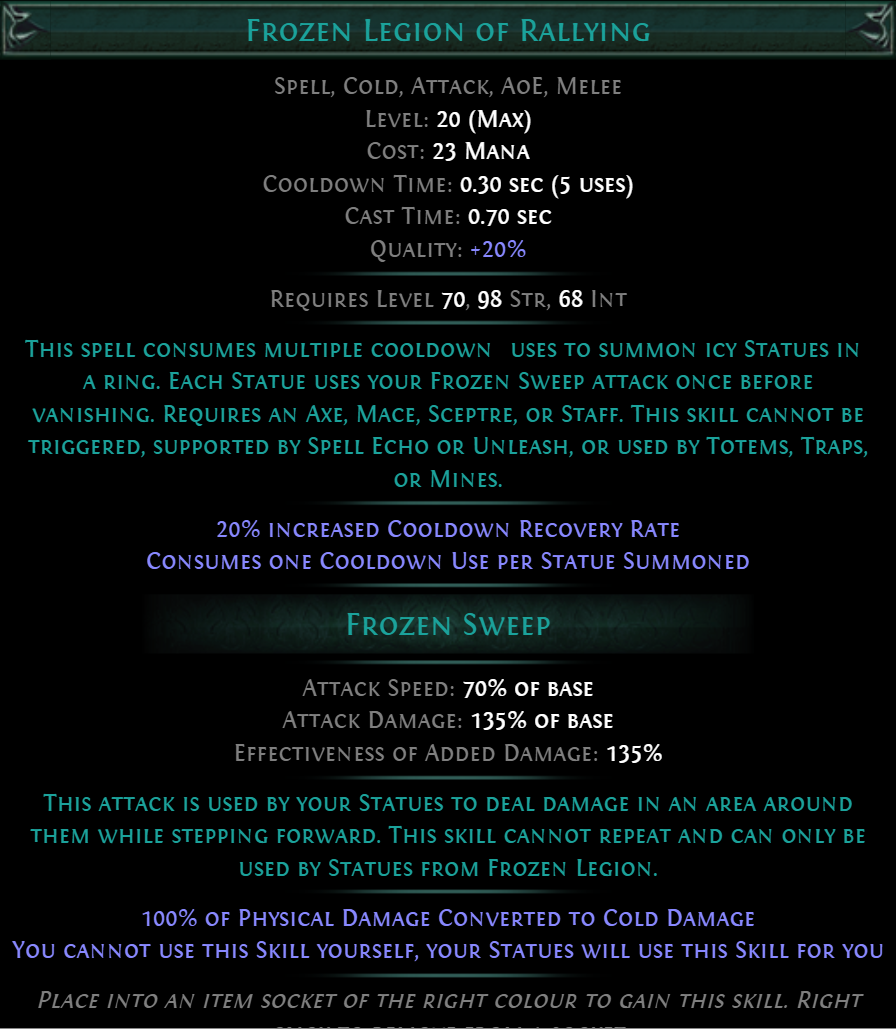 Frozen Legion of Rallying
Spell, Cold, Attack, AoE, Melee
Level: 20 (Max)
Cost: 23 Mana
Cooldown Time: 0.30 sec (5 uses)
Cast Time: 0.70 sec
Quality: +20%
Requires Level 70, 98 Str, 68 Int
This spell consumes multiple cooldown uses to summon icy Statues in
a ring. Each Statue uses your Frozen Sweep attack once before
vanishing. Requires an Axe, Mace, Sceptre, or Staff. This skill cannot be
triggered, supported by Spell Echo or Unleash, or used by Totems, Traps,
or Mines.
20% increased Cooldown Recovery Rate
Consumes one Cooldown Use per Statue Summoned
Frozen Sweep
Attack Speed: 70% of base
Attack Damage: 135% of base
Effectiveness of Added Damage: 135%
This attack is used by your Statues to deal damage in an area around
them while stepping forward. This skill cannot repeat and can only be
used by Statues from Frozen Legion.
100% of Physical Damage Converted to Cold Damage
You cannot use this Skill yourself, your Statues will use this Skill for you
Place into an item socket of the right colour to gain this skill. Right